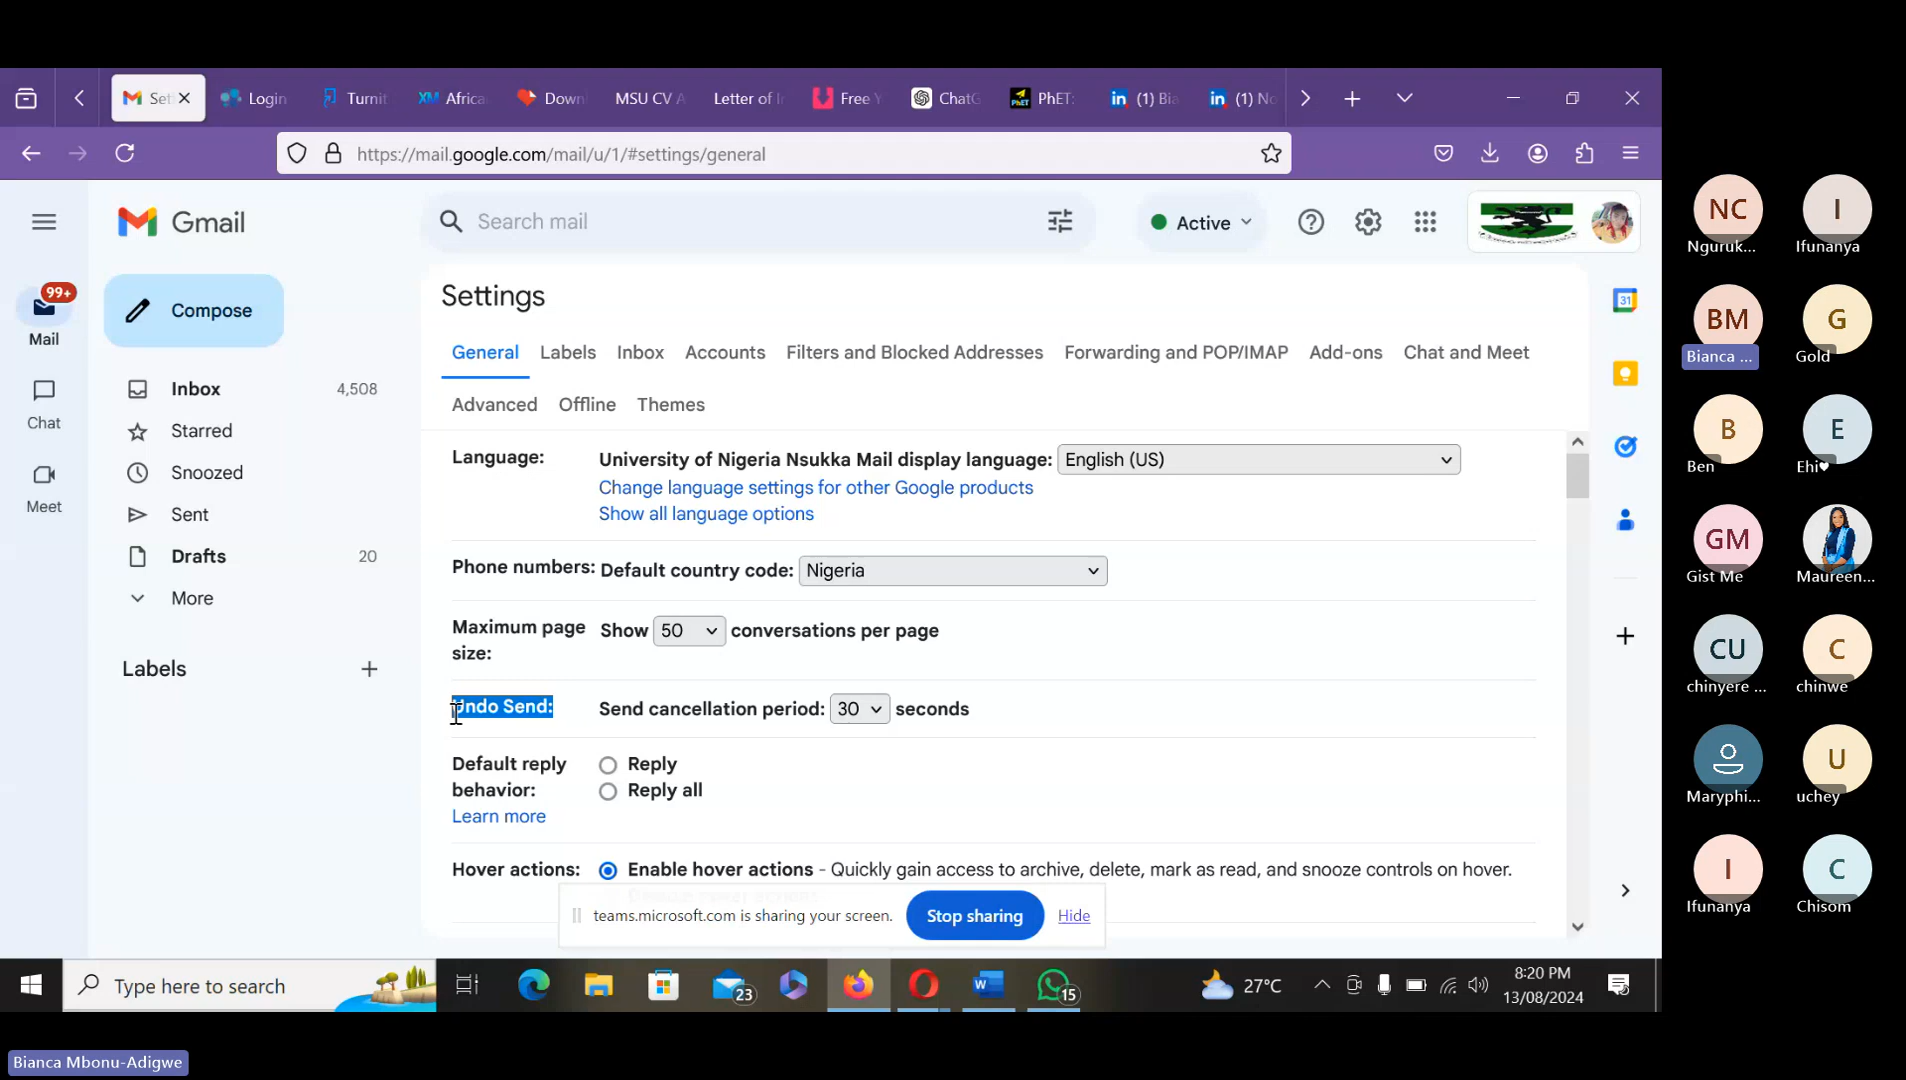 Set
Login
Turnit
XM Africa
Down
MSU CV A
Letter of I
Free Y
ChatG
PhET:
(1) Bia
(1) No
https://mail.google.com/mail/u/1/#settings/general
Gmail
Search mail
Active
99+
Mail
Chat
Meet
Compose
Inbox 4,508
Starred
Snoozed
Sent
Drafts 20
More
Labels
Settings
General Labels Inbox Accounts Filters and Blocked Addresses Forwarding and POP/IMAP Add-ons Chat and Meet
Advanced Offline Themes
Language: University of Nigeria Nsukka Mail display language: English (US)
Change language settings for other Google products
Show all language options
Phone numbers: Default country code: Nigeria
Maximum page size: Show 50 conversations per page
Undo Send: Send cancellation period: 30 seconds
Default reply behavior:
Reply
Reply all
Learn more
Hover actions: Enable hover actions - Quickly gain access to archive, delete, mark as read, and snooze controls on hover.
teams.microsoft.com is sharing your screen. Stop sharing Hide
31
Type here to search
23
15
27°C
8:20 PM
13/08/2024
NC
Nguruk...
I
Ifunanya
BM
Bianca ...
G
Gold
B
Ben
E
Ehi♥
GM
Gist Me
Maureen...
CU
chinyere ...
C
chinwe
Maryphi...
U
uchey
I
Ifunanya
C
Chisom
Bianca Mbonu-Adigwe